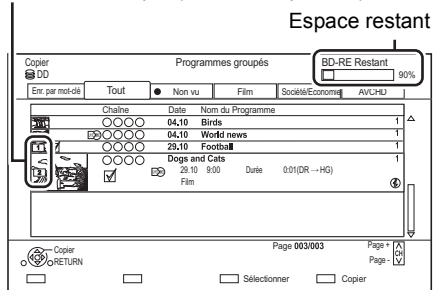 Espace restant
Copier Programmes groupés BD-RE Restant
DD 90%
Enr. par mot-clé Tout Non vu Film Société/Economie AVCHD
Chaîne Date Nom du Programme
04.10 Birds 1
04.10 World news 1
1 29.10 Football 1
Dogs and Cats 1
2 29.10 9:00 Durée 0:01(DR → HG)
Film
Page 003/003
Copier Page + CH
RETURN Page -
Sélectionner Copier